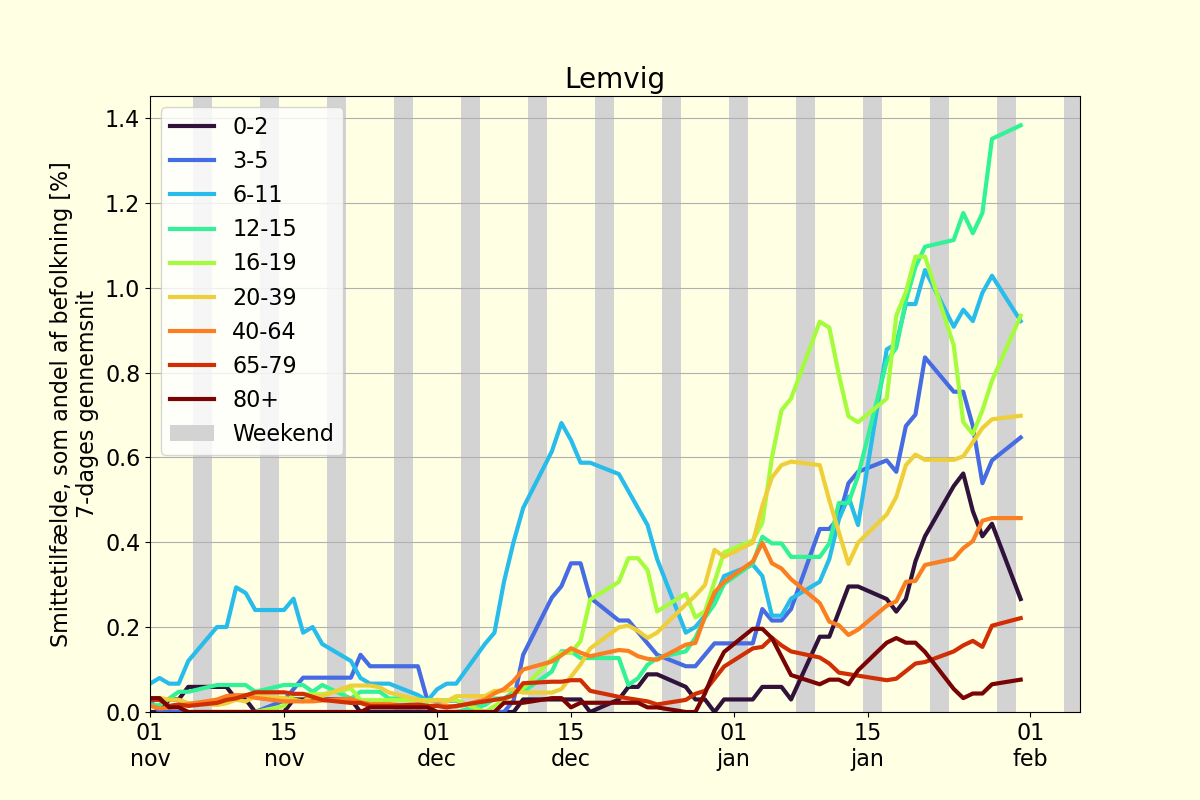 Lemvig
Smittetilfælde, som andel af befolkning [%]
7-dages gennemsnit
1.4
1.2
1.0
0.8
0.6
0.4
0.2
0.0
0-2
3-5
6-11
12-15
16-19
20-39
40-64
65-79
80+
Weekend
01 15 01 15 01 15 01
nov nov dec dec jan jan feb